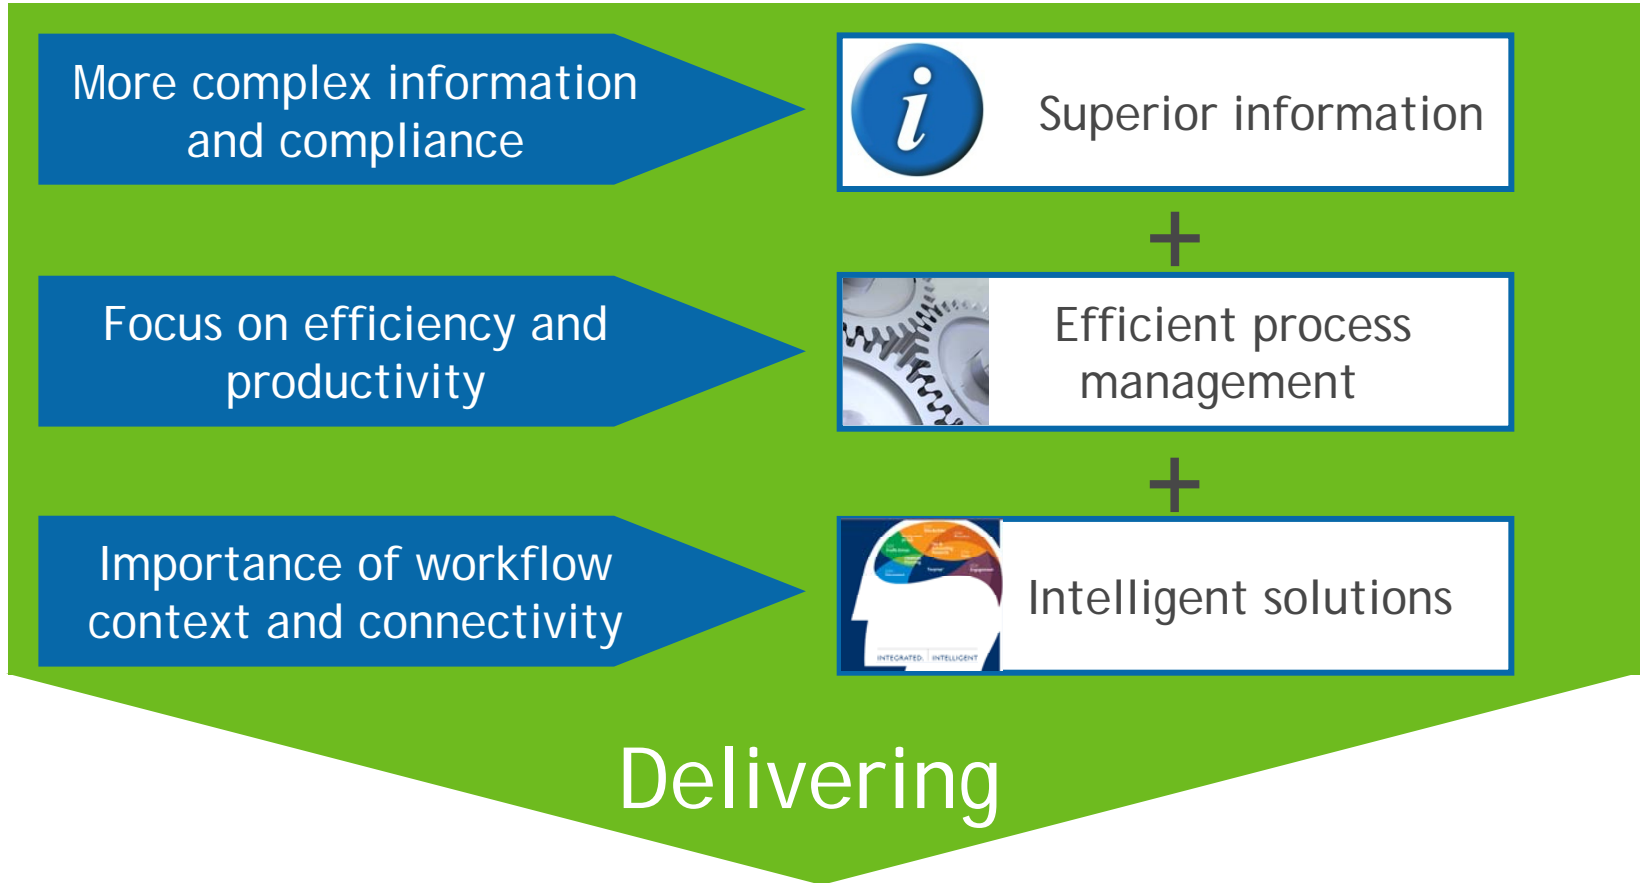 More complex information
and compliance
i
Superior information
+
Focus on efficiency and
productivity
Efficient process
management
+
Importance of workflow
context and connectivity
INTEGRATED. INTELLIGENT
Intelligent solutions
Delivering